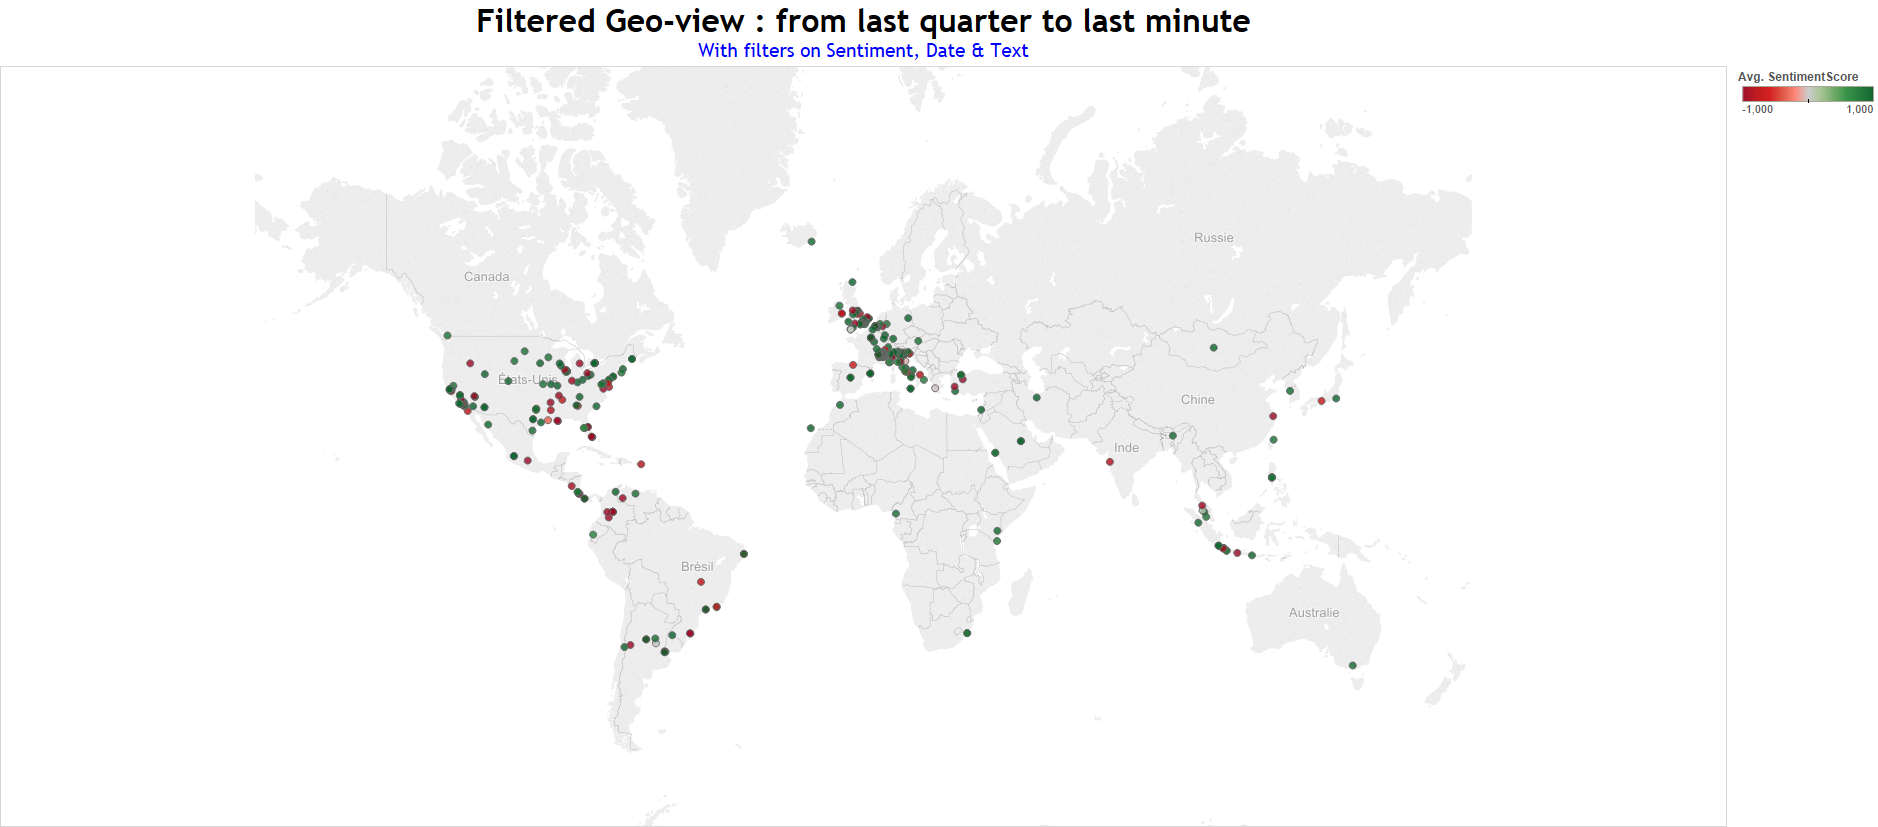 Filtered Geo-view : from last quarter to last minute
With filters on Sentiment, Date & Text
Avg. SentimentScore
-1,000 1,000
Russie
Canada
États-Unis
Chine
Inde
Brésil
Australie